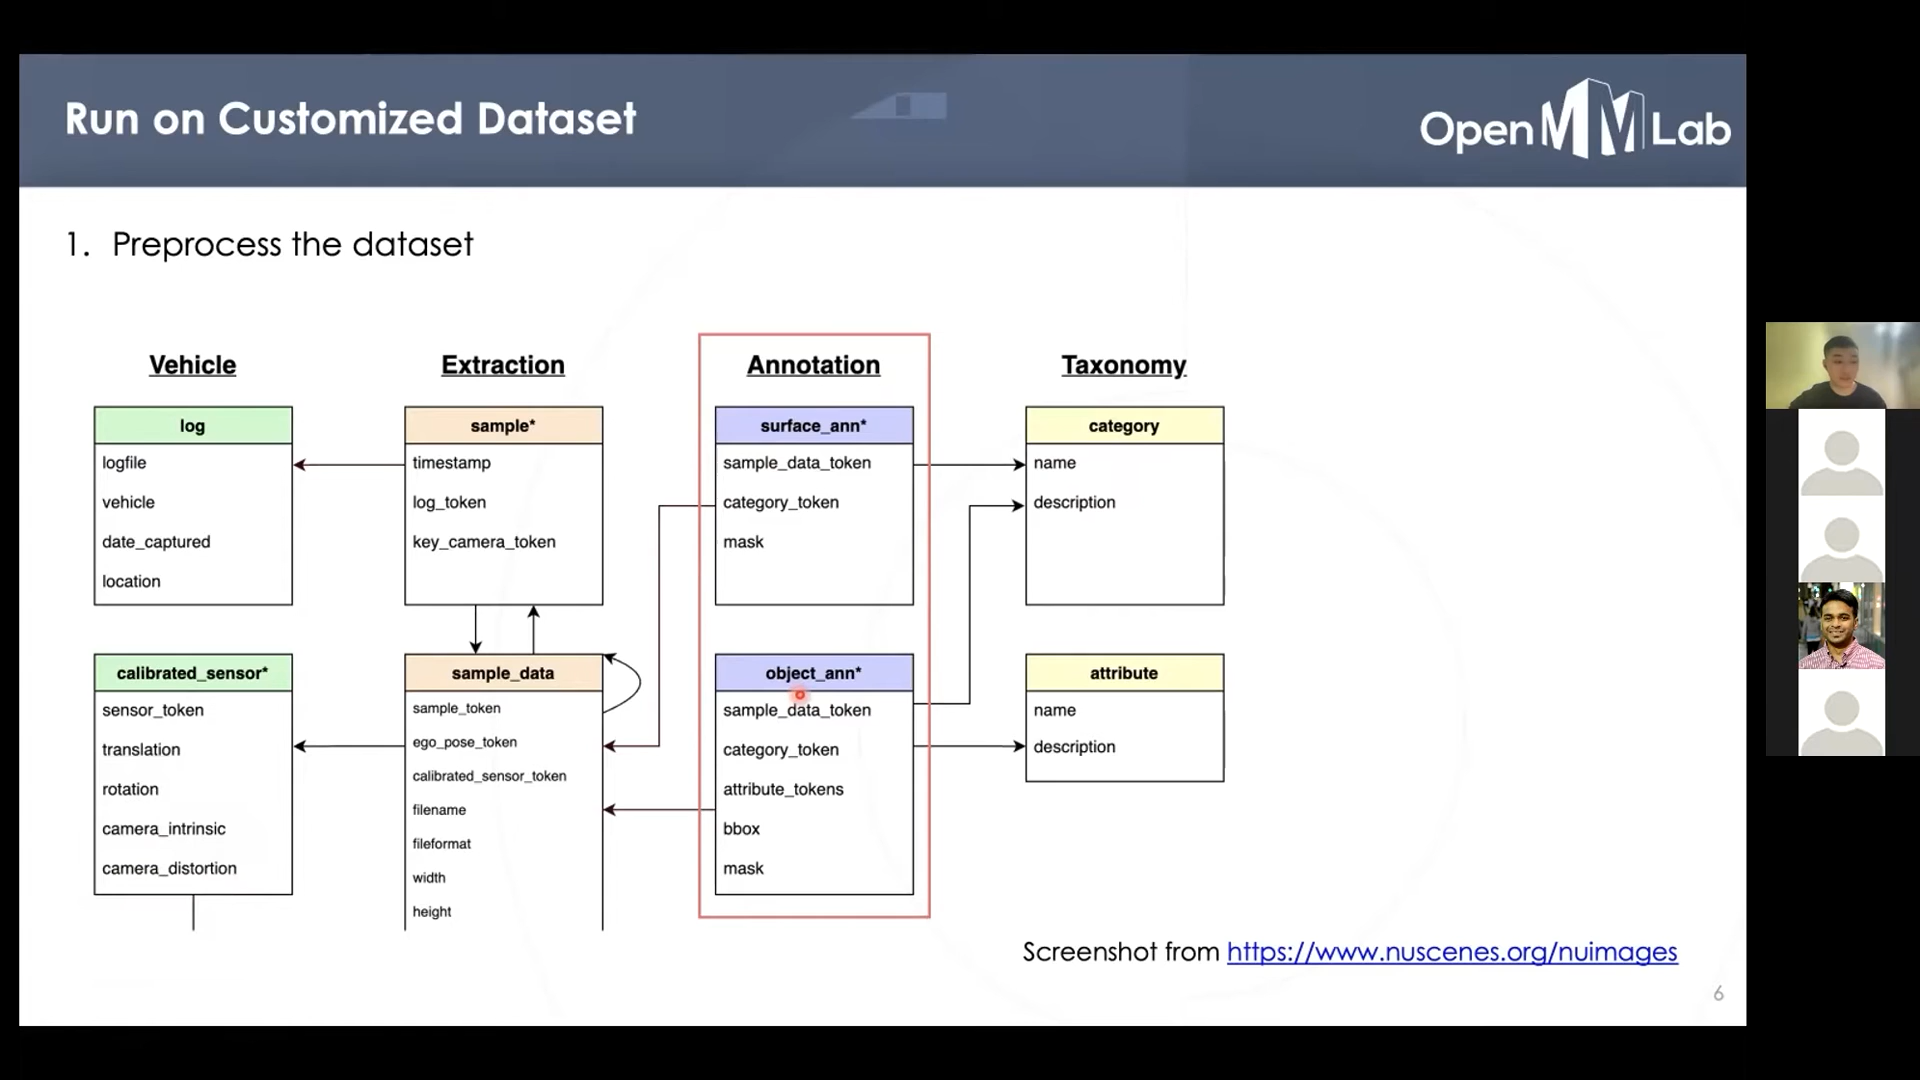 Run on Customized Dataset
Open MM Lab
1. Preprocess the dataset
Vehicle
log
logfile
vehicle
date_captured
location
calibrated_sensor*
sensor_token
translation
rotation
camera_intrinsic
camera_distortion
Extraction
sample*
timestamp
log_token
key_camera_token
sample_data
sample_token
ego_pose_token
calibrated_sensor_token
filename
fileformat
width
height
Annotation
surface_ann*
sample_data_token
category_token
mask
object_ann*
sample_data_token
category_token
attribute_tokens
bbox
mask
Taxonomy
category
name
description
attribute
name
description
Screenshot from https://www.nuscenes.org/nuimages
6